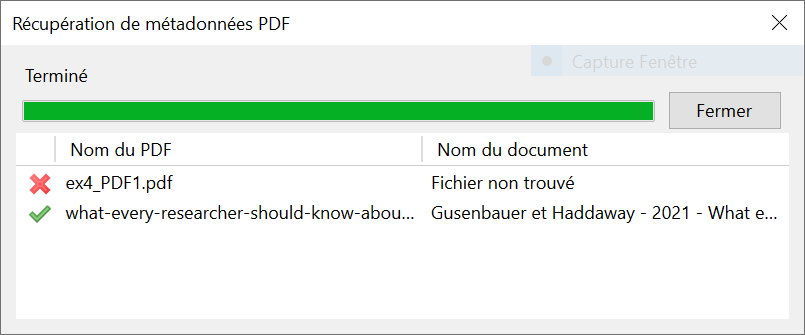 Récupération de métadonnées PDF
Capture Fenêtre
Terminé
Fermer
Nom du PDF Nom du document
ex4_PDF1.pdf Fichier non trouvé
what-every-researcher-should-know-abou... Gusenbauer et Haddaway - 2021 - What e...